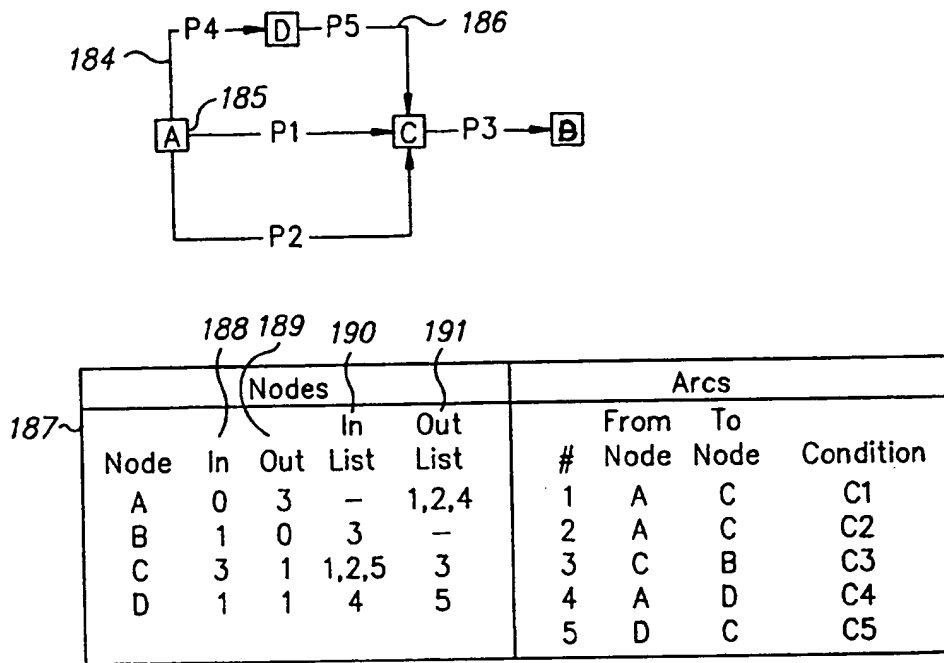 P4 D P5 186
184
185
A P1 C P3 B
P2
188 189 190 191
Nodes Arcs
187
In Out From To
Node In Out List List # Node Node Condition
A 0 3 – 1,2,4 1 A C C1
B 1 0 3 – 2 A C C2
C 3 1 1,2,5 3 3 C B C3
D 1 1 4 5 4 A D C4
5 D C C5